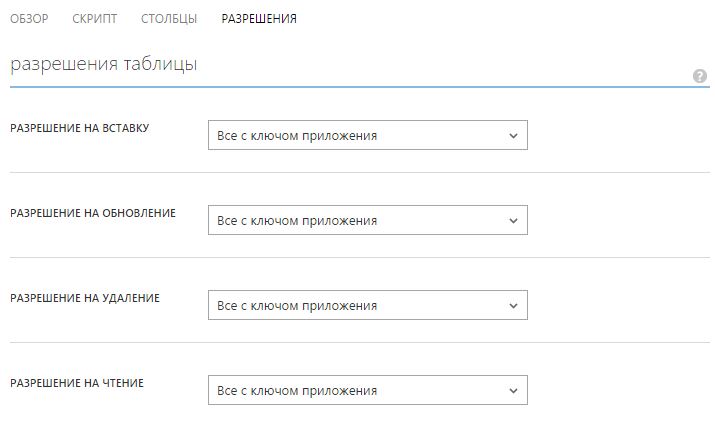 ОБЗОР СКРИПТ СТОЛБЦЫ РАЗРЕШЕНИЯ
разрешения таблицы
?
РАЗРЕШЕНИЕ НА ВСТАВКУ Все с ключом приложения
РАЗРЕШЕНИЕ НА ОБНОВЛЕНИЕ Все с ключом приложения
РАЗРЕШЕНИЕ НА УДАЛЕНИЕ Все с ключом приложения
РАЗРЕШЕНИЕ НА ЧТЕНИЕ Все с ключом приложения